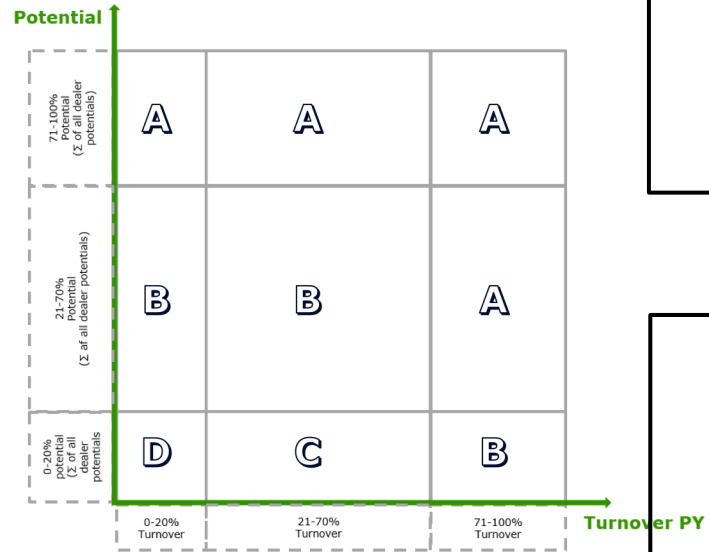 Potential
71-100%
Potential
(Σ of all dealer
potentials)
A A A
21-70%
Potential
(Σ af all dealer potentials)
B B A
0-20%
potential
(Σ of all
dealer
potentials
D C B
0-20%
Turnover
21-70%
Turnover
71-100%
Turnover
Turnover PY